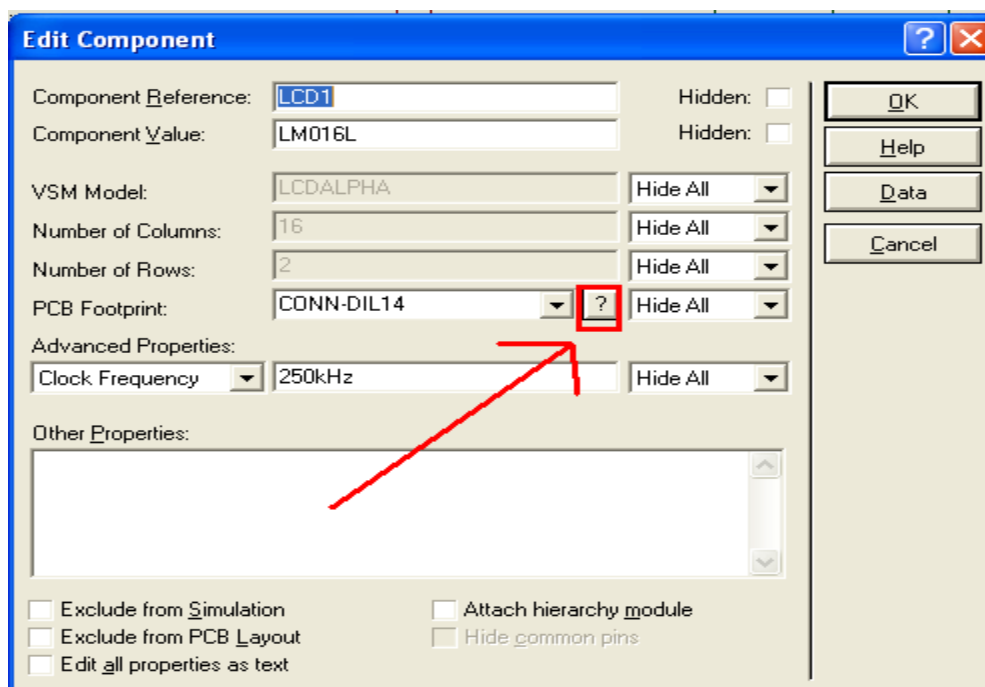 Edit Component
Component Reference: LCD1 Hidden:
Component Value: LM016L Hidden:
VSM Model: LCDALPHA Hide All
Number of Columns: 16 Hide All
Number of Rows: 2 Hide All
PCB Footprint: CONN-DIL14 ? Hide All
Advanced Properties:
Clock Frequency 250kHz Hide All
Other Properties:
Exclude from Simulation Attach hierarchy module
Exclude from PCB Layout Hide common pins
Edit all properties as text
OK
Help
Data
Cancel